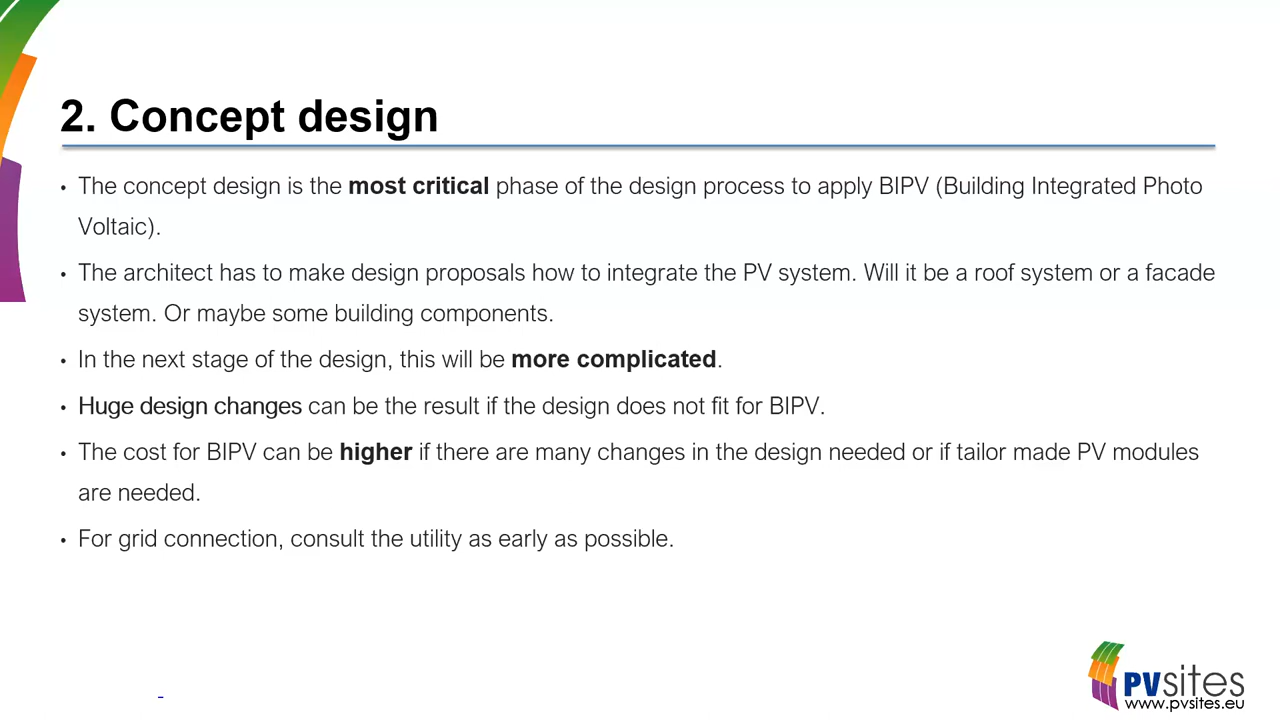 2. Concept design
• The concept design is the most critical phase of the design process to apply BIPV (Building Integrated Photo
Voltaic).
• The architect has to make design proposals how to integrate the PV system. Will it be a roof system or a facade
system. Or maybe some building components.
• In the next stage of the design, this will be more complicated.
• Huge design changes can be the result if the design does not fit for BIPV.
• The cost for BIPV can be higher if there are many changes in the design needed or if tailor made PV modules
are needed.
• For grid connection, consult the utility as early as possible.
PVsites
www.pvsites.eu